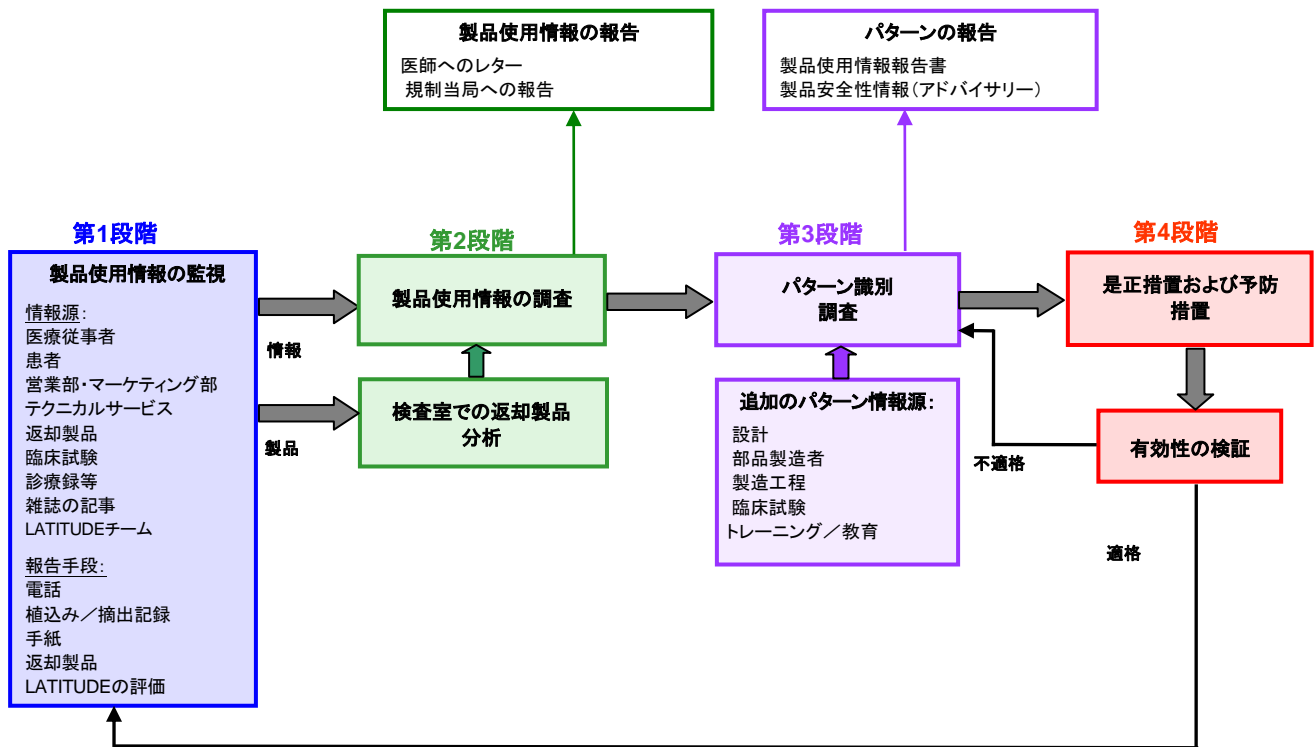 製品使用情報の報告
医師へのレター
規制当局への報告
パターンの報告
製品使用情報報告書
製品安全性情報（アドバイサリー）
第1段階
製品使用情報の監視
情報源：
医療従事者
患者
営業部・マーケティング部
テクニカルサービス
返却製品
臨床試験
診療録等
雑誌の記事
LATITUDEチーム
報告手段：
電話
植込み／摘出記録
手紙
返却製品
LATITUDEの評価
情報
製品
第2段階
製品使用情報の調査
検査室での返却製品
分析
第3段階
パターン識別
調査
追加のパターン情報源：
設計
部品製造者
製造工程
臨床試験
トレーニング／教育
第4段階
是正措置および予防
措置
有効性の検証
不適格
適格